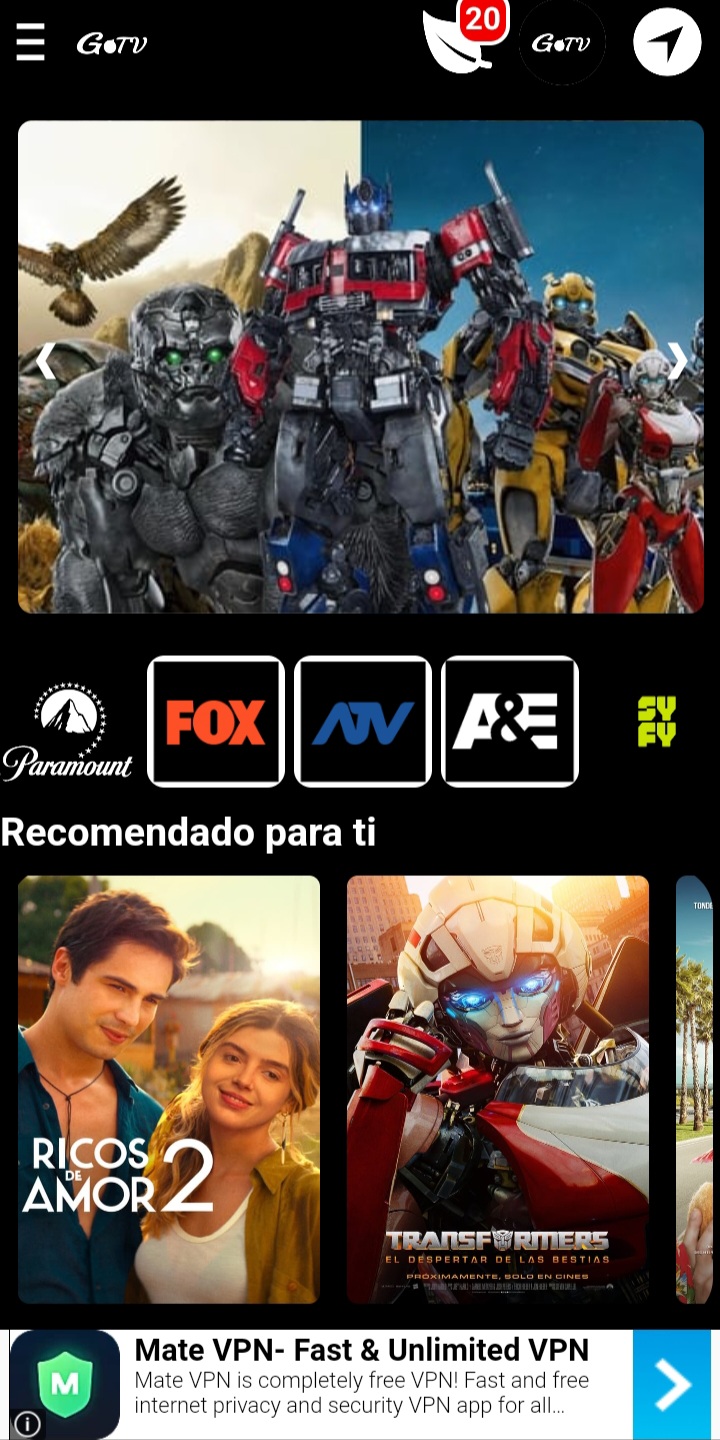 GoTV
20
GoTV
Paramount
FOX
ATV
A&E
SY
FY
Recomendado para ti
RICOS
DE
AMOR 2
TRANSFORMERS
EL DESPERTAR DE LAS BESTIAS
PRÓXIMAMENTE, SOLO EN CINES
M
Mate VPN- Fast & Unlimited VPN
Mate VPN is completely free VPN! Fast and free
internet privacy and security VPN app for all...